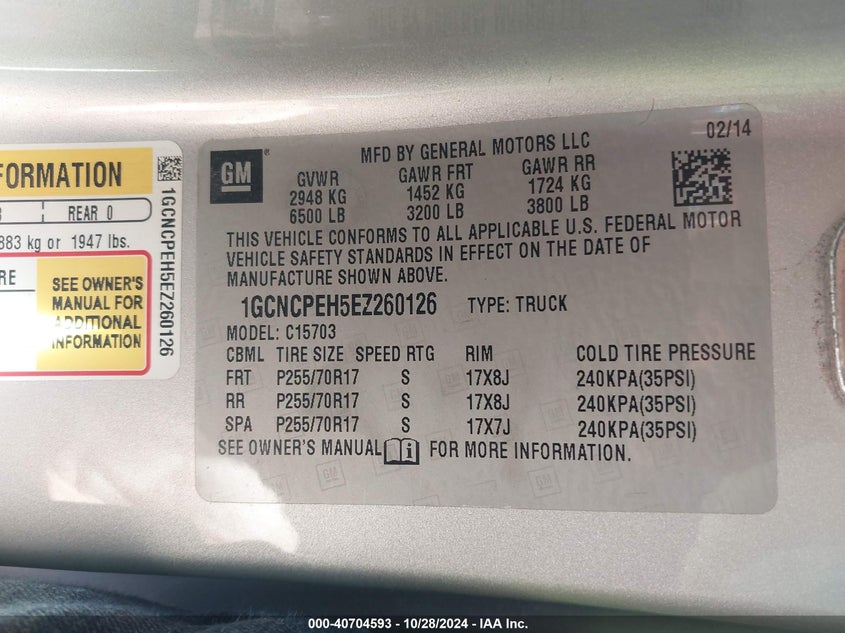 FORMATION
REAR 0
883 kg or 1947 lbs.
SEE OWNER'S
MANUAL FOR
ADDITIONAL
INFORMATION
1GCNCPEH5EZ260126
GM ®
MFD BY GENERAL MOTORS LLC
02/14
GVWR GAWR FRT GAWR RR
2948 KG 1452 KG 1724 KG
6500 LB 3200 LB 3800 LB
THIS VEHICLE CONFORMS TO ALL APPLICABLE U.S. FEDERAL MOTOR
VEHICLE SAFETY STANDARDS IN EFFECT ON THE DATE OF
MANUFACTURE SHOWN ABOVE.
1GCNCPEH5EZ260126 TYPE: TRUCK
MODEL: C15703
CBML TIRE SIZE SPEED RTG RIM COLD TIRE PRESSURE
FRT P255/70R17 S 17X8J 240KPA(35PSI)
RR P255/70R17 S 17X8J 240KPA(35PSI)
SPA P255/70R17 S 17X7J 240KPA(35PSI)
SEE OWNER'S MANUAL FOR MORE INFORMATION.
000-40704593 - 10/28/2024 - IAA Inc.